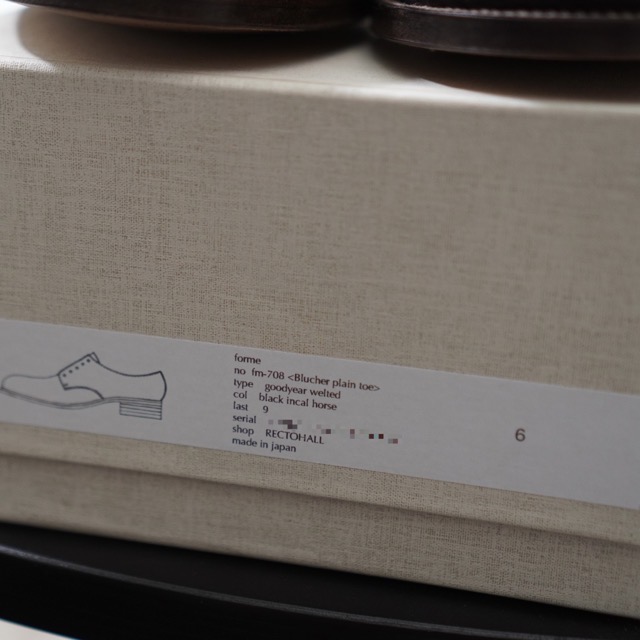 forme
no fm-708 <Blucher plain toe>
type goodyear welted
col black incal horse
last 9
serial
shop RECTOHALL
made in japan
6